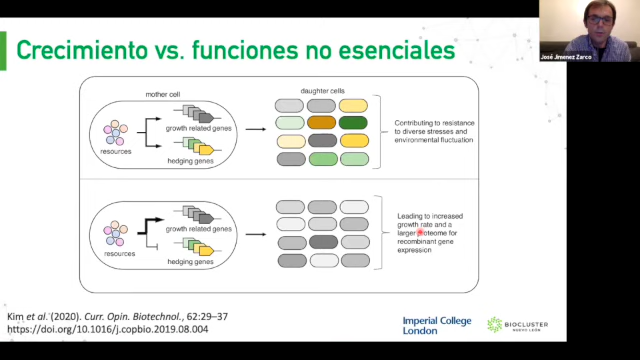 Crecimiento vs. funciones no esenciales
José Jimenez Zarco
mother cell
resources
growth related genes
hedging genes
daughter cells
Contributing to resistance
to diverse stresses and
environmental fluctuation
resources
growth related genes
hedging genes
Leading to increased
growth rate and a
larger proteome for
recombinant gene
expression
Kim et al (2020). Curr. Opin. Biotechnol., 62:29–37
https://doi.org/10.1016/j.copbio.2019.08.004
Imperial College
London
BIOCLUSTER
NUEVO LEÓN